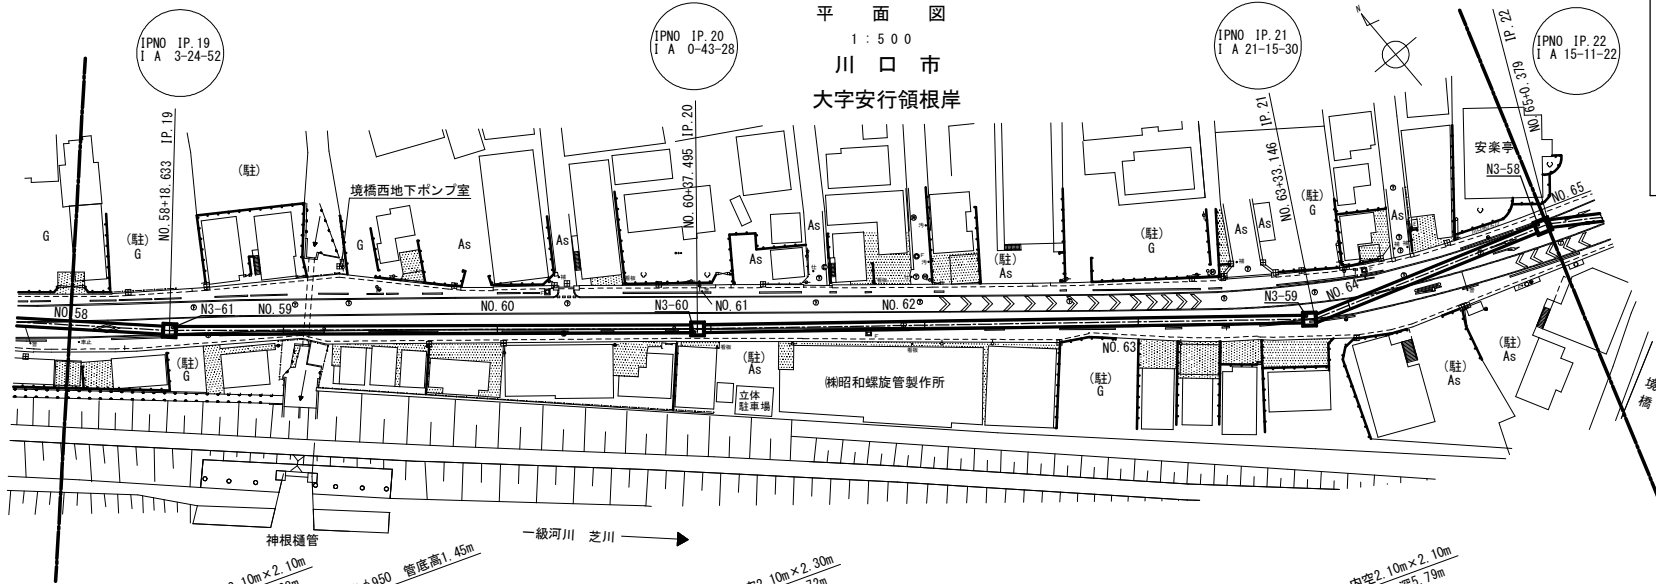 平 面 図
1:500
川 口 市
大字安行領根岸
IPNO IP.19
I A 3-24-52
IPNO IP.20
I A 0-43-28
IPNO IP.21
I A 21-15-30
IPNO IP.22
I A 15-11-22
N
NO.58+18.633 IP.19
NO.60+37.495 IP.20
NO.63+33.146 IP.21
NO.65+0.379 IP.22
(駐)
境橋西地下ポンプ室
安楽亭
N3-58
NO.65
G
(駐)
G
G
As
As
As
As
(駐)
As
(駐)
G
As
As
(駐)
G
As
NO.58
N3-61
NO.59
NO.60
N3-60
NO.61
NO.62
N3-59
NO.64
NO.63
(駐)
G
(駐)
As
立体
駐車場
㈱昭和螺旋管製作所
(駐)
G
(駐)
As
(駐)
As
境橋
神根樋管
一級河川 芝川
10m×2.10m
φ950 管底高1.45m
10m×2.30m
内空2.10m×2.10m
5.79m